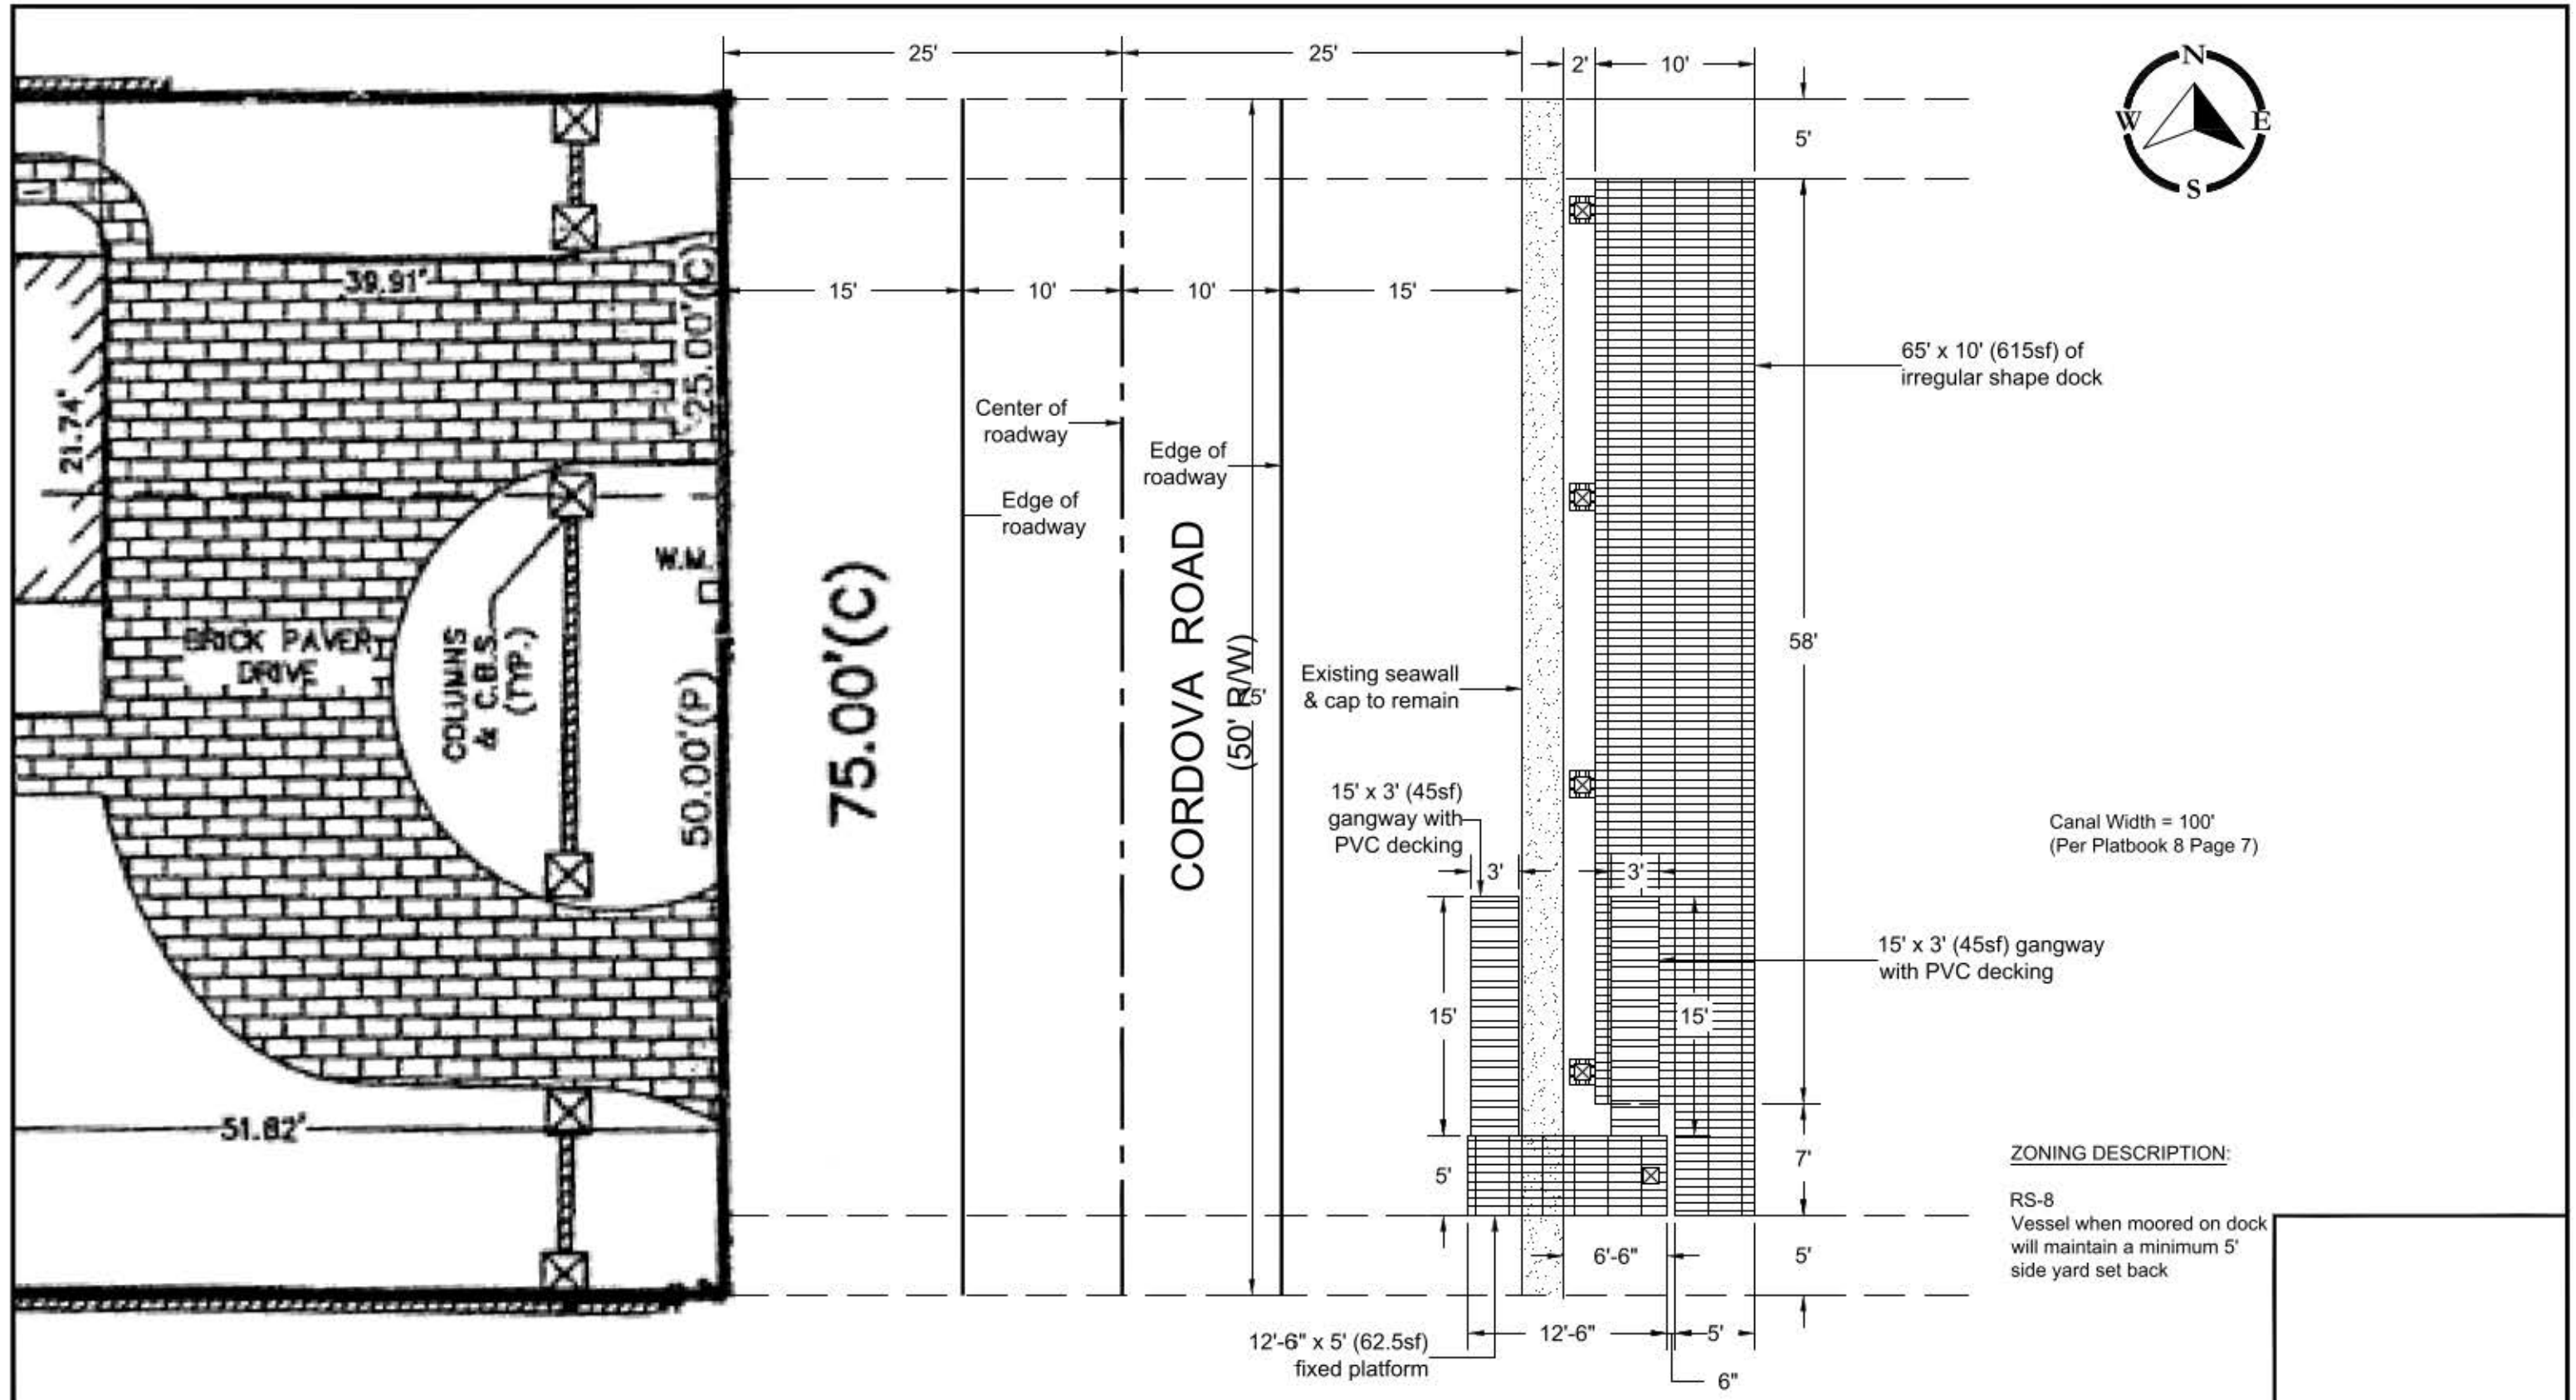 25'
25'
2'
10'
N
W
E
S
5'
39.91'
25.00'(C)
15'
10'
10'
15'
65' x 10' (615sf) of
irregular shape dock
21.74'
Center of
roadway
Edge of
roadway
Edge of
roadway
W.M.
BRICK PAVER
DRIVE
COLUMNS
& C.B.S.
(TYP.)
50.00'(P)
75.00'(C)
CORDOVA ROAD
(50' R/W)
75'
58'
Existing seawall
& cap to remain
15' x 3' (45sf)
gangway with
PVC decking
3'
3'
Canal Width = 100'
(Per Platbook 8 Page 7)
15' x 3' (45sf) gangway
with PVC decking
15'
15'
51.82'
5'
7'
ZONING DESCRIPTION:
RS-8
Vessel when moored on dock
will maintain a minimum 5'
side yard set back
6'-6"
5'
12'-6" x 5' (62.5sf)
fixed platform
12'-6"
5'
6"